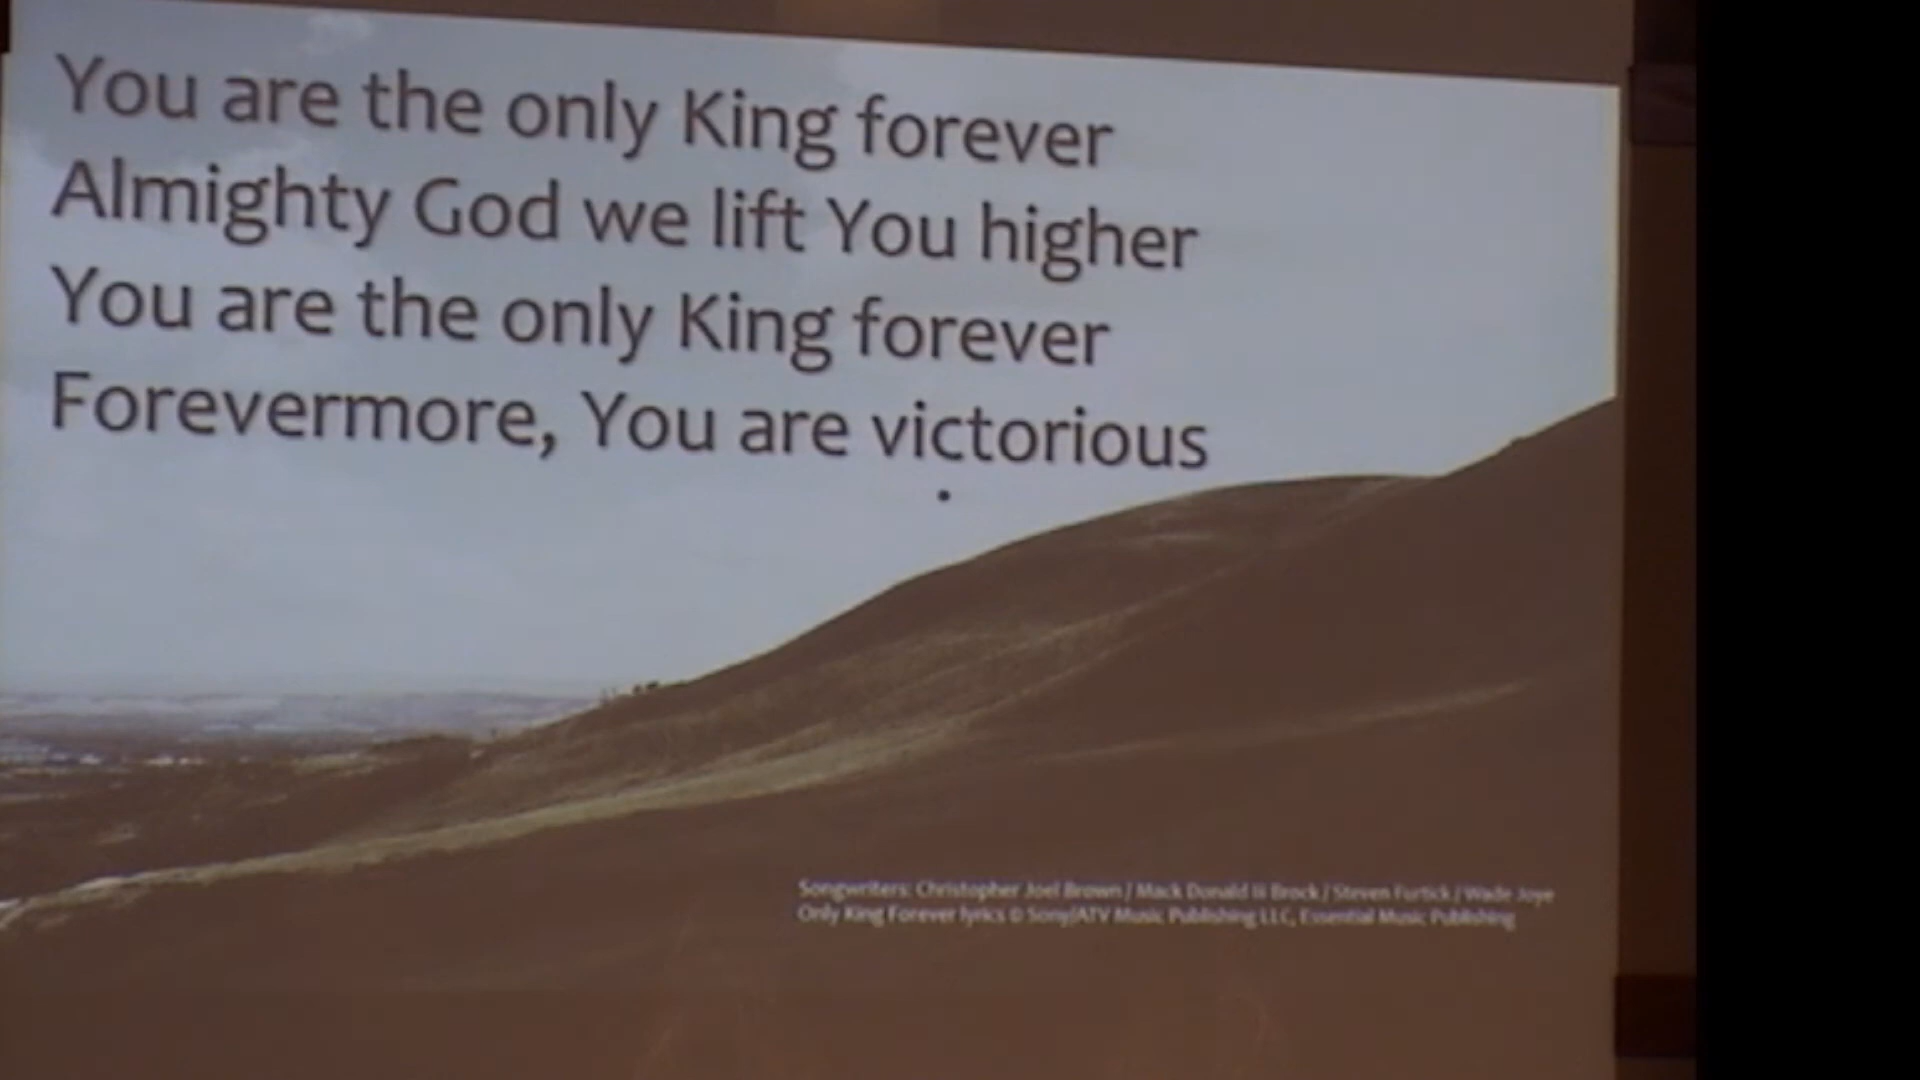 You are the only King forever
Almighty God we lift You higher
You are the only King forever
Forevermore, You are victorious
Songwriters: Christopher Joel Brown / Mack Donald Iii Brock / Steven Furtick / Wade Joye
Only King Forever lyrics © Sony/ATV Music Publishing LLC, Essential Music Publishing